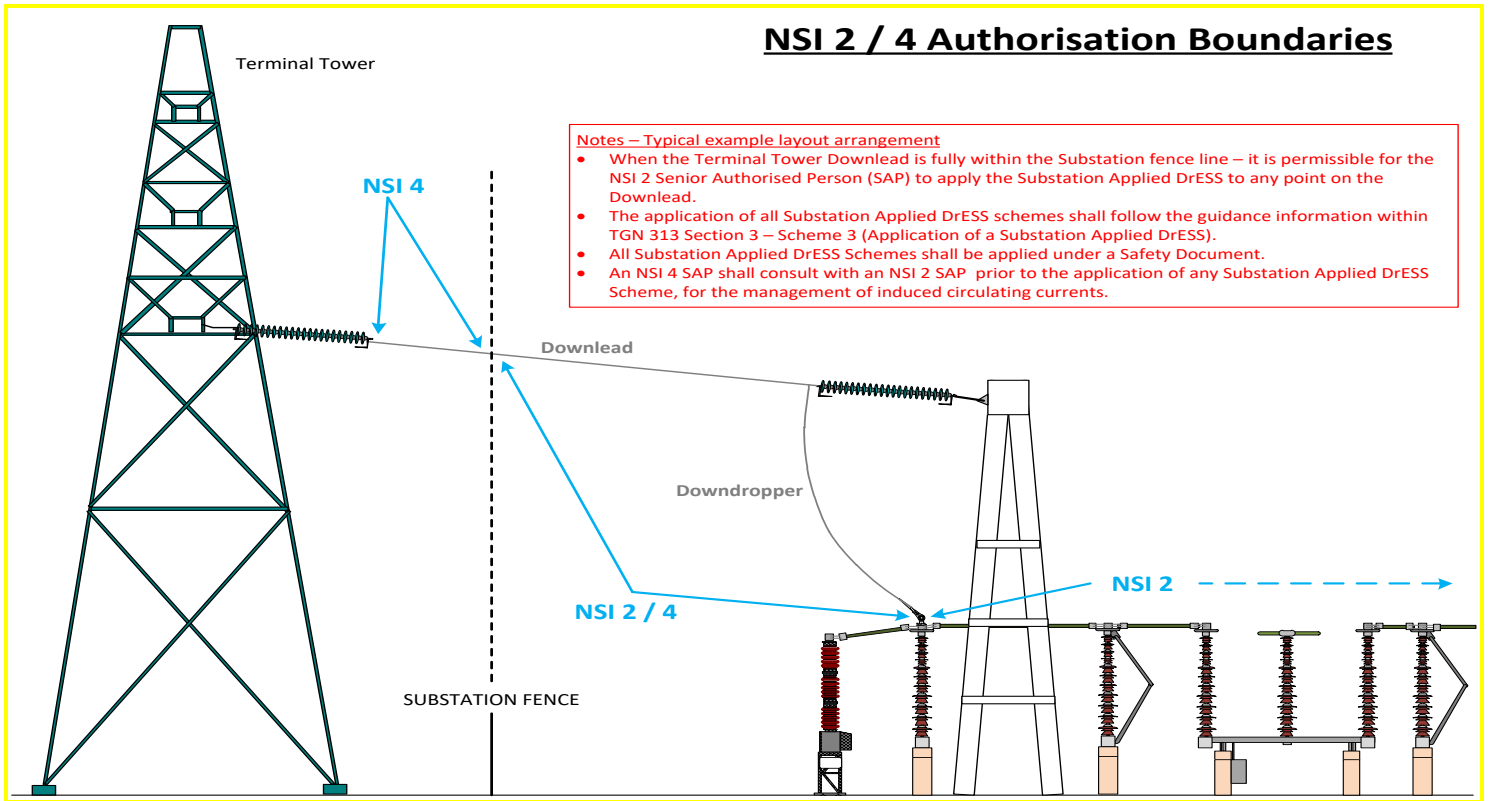 NSI 2 / 4 Authorisation Boundaries
Terminal Tower
Notes – Typical example layout arrangement
• When the Terminal Tower Downlead is fully within the Substation fence line – it is permissible for the
NSI 2 Senior Authorised Person (SAP) to apply the Substation Applied DrESS to any point on the
Downlead.
• The application of all Substation Applied DrESS schemes shall follow the guidance information within
TGN 313 Section 3 – Scheme 3 (Application of a Substation Applied DrESS).
• All Substation Applied DrESS Schemes shall be applied under a Safety Document.
• An NSI 4 SAP shall consult with an NSI 2 SAP prior to the application of any Substation Applied DrESS
Scheme, for the management of induced circulating currents.
NSI 4
Downlead
Downdropper
NSI 2 / 4
NSI 2
SUBSTATION FENCE